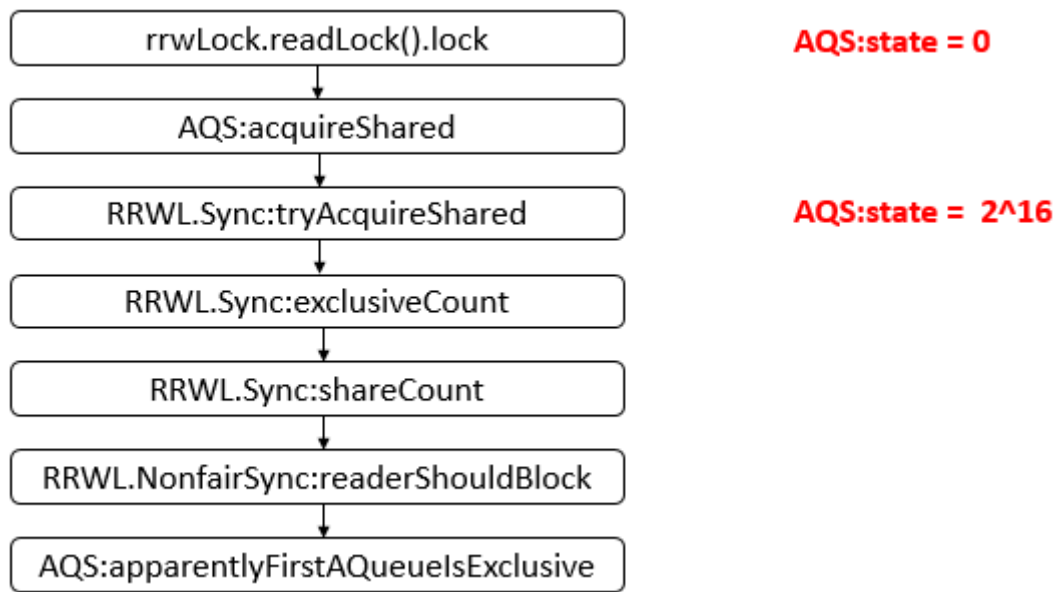 rrwLock.readLock().lock
AQS:state = 0
AQS:acquireShared
RRWL.Sync:tryAcquireShared
AQS:state =  2^16
RRWL.Sync:exclusiveCount
RRWL.Sync:shareCount
RRWL.NonfairSync:readerShouldBlock
AQS:apparentlyFirstAQueueIsExclusive